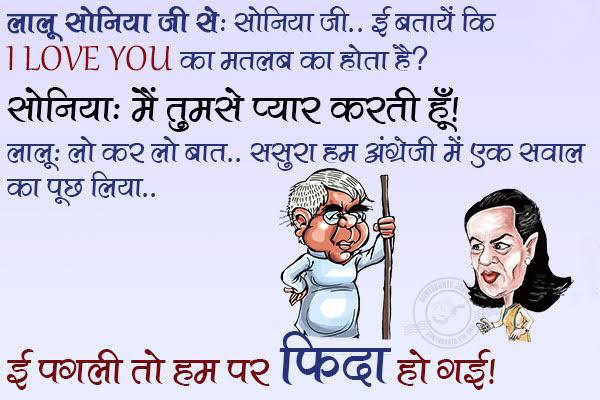 लालू सोनिया जी से: सोनिया जी.. ई बतायें कि
I LOVE YOU का मतलब का होता है?
सोनिया: मैं तुमसे प्यार करती हूँ!
लालू: लो कर लो बात.. ससुरा हम अंग्रेजी में एक सवाल
का पूछ लिया..
ई पगली तो हम पर फिदा हो गई!